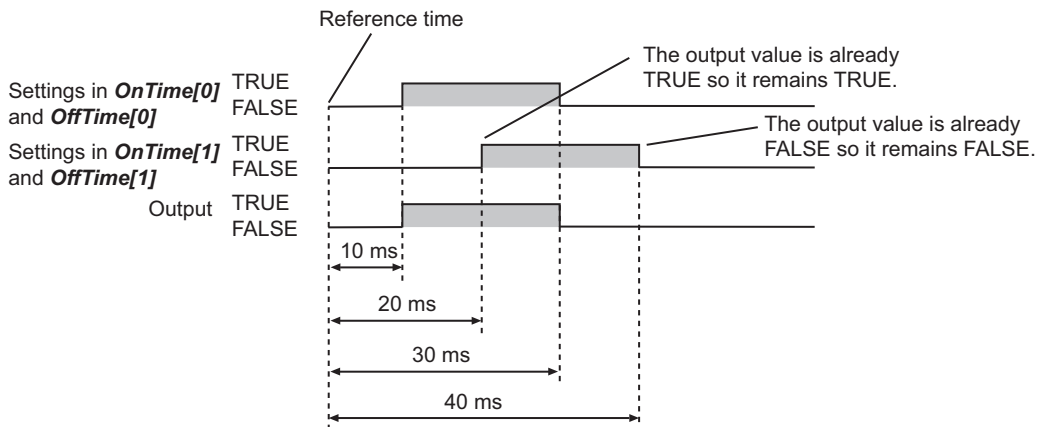 Reference time
The output value is already
TRUE so it remains TRUE.
Settings in OnTime[0]
and OffTime[0]
TRUE
FALSE
The output value is already
FALSE so it remains FALSE.
Settings in OnTime[1]
and OffTime[1]
TRUE
FALSE
Output
TRUE
FALSE
10 ms
20 ms
30 ms
40 ms